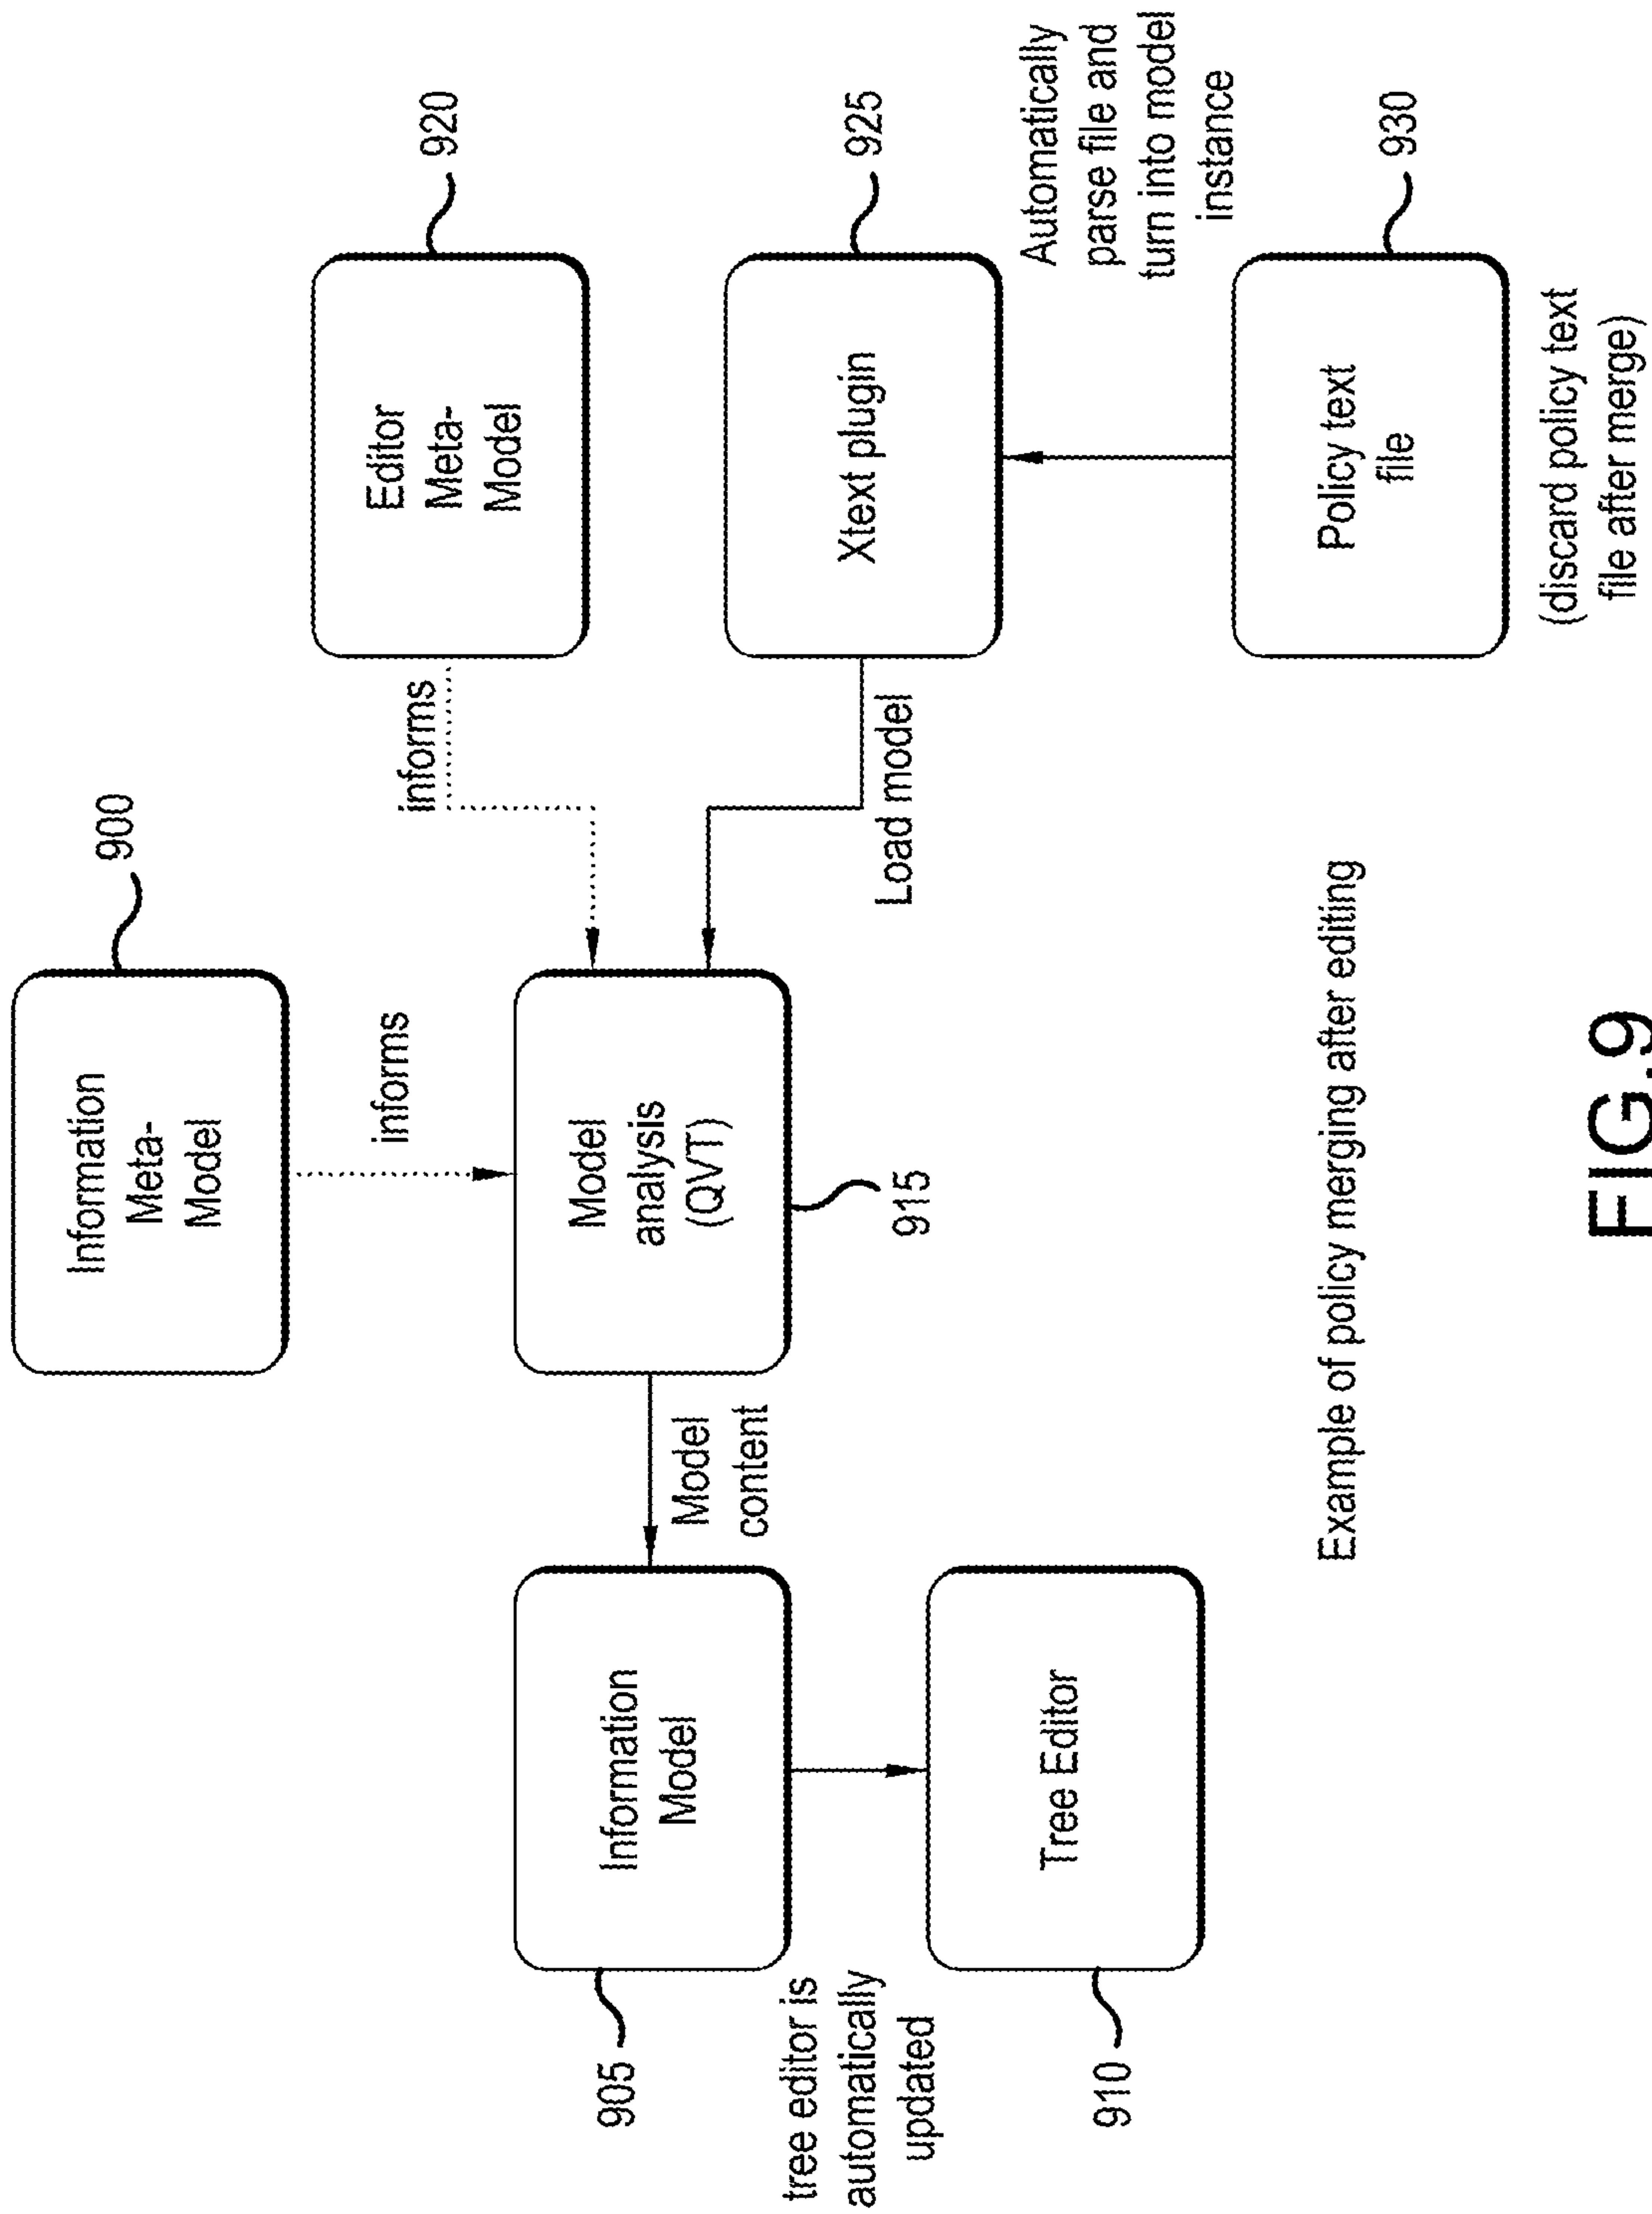 900
Information
Meta-
Model
informs
920
Editor
Meta-
Model
informs
905
Information
Model
Model
content
Model
analysis
(QVT)
915
925
Xtext plugin
Load model
tree editor is
automatically
updated
Automatically
parse file and
turn into model
instance
910
Tree Editor
930
Policy text
file
(discard policy text
file after merge)
Example of policy merging after editing
FIG.9